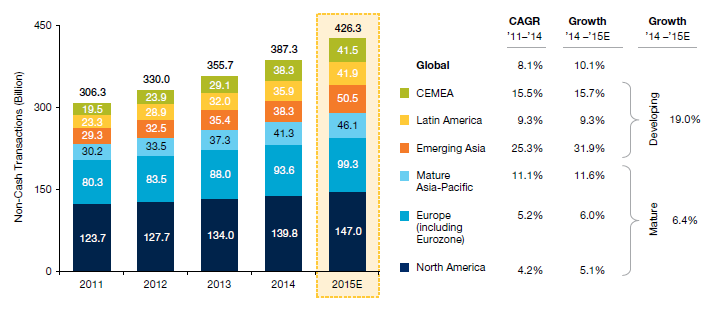 CAGR Growth Growth
'11–'14 '14 –'15E '14 –'15E
450
426.3
387.3
355.7
330.0
306.3
300
150
0
Non-Cash Transactions (Billion)
19.5 23.9 29.1 38.3 41.5
23.3 28.9 32.0 35.9 41.9
29.3 32.5 35.4 38.3 50.5
30.2 33.5 37.3 41.3 46.1
80.3 83.5 88.0 93.6 99.3
123.7 127.7 134.0 139.8 147.0
2011 2012 2013 2014 2015E
Global 8.1% 10.1%
CEMEA 15.5% 15.7%
Latin America 9.3% 9.3%
Emerging Asia 25.3% 31.9%
Developing
19.0%
Mature 11.1% 11.6%
Asia-Pacific
Europe 5.2% 6.0%
(including
Eurozone)
North America 4.2% 5.1%
Mature
6.4%